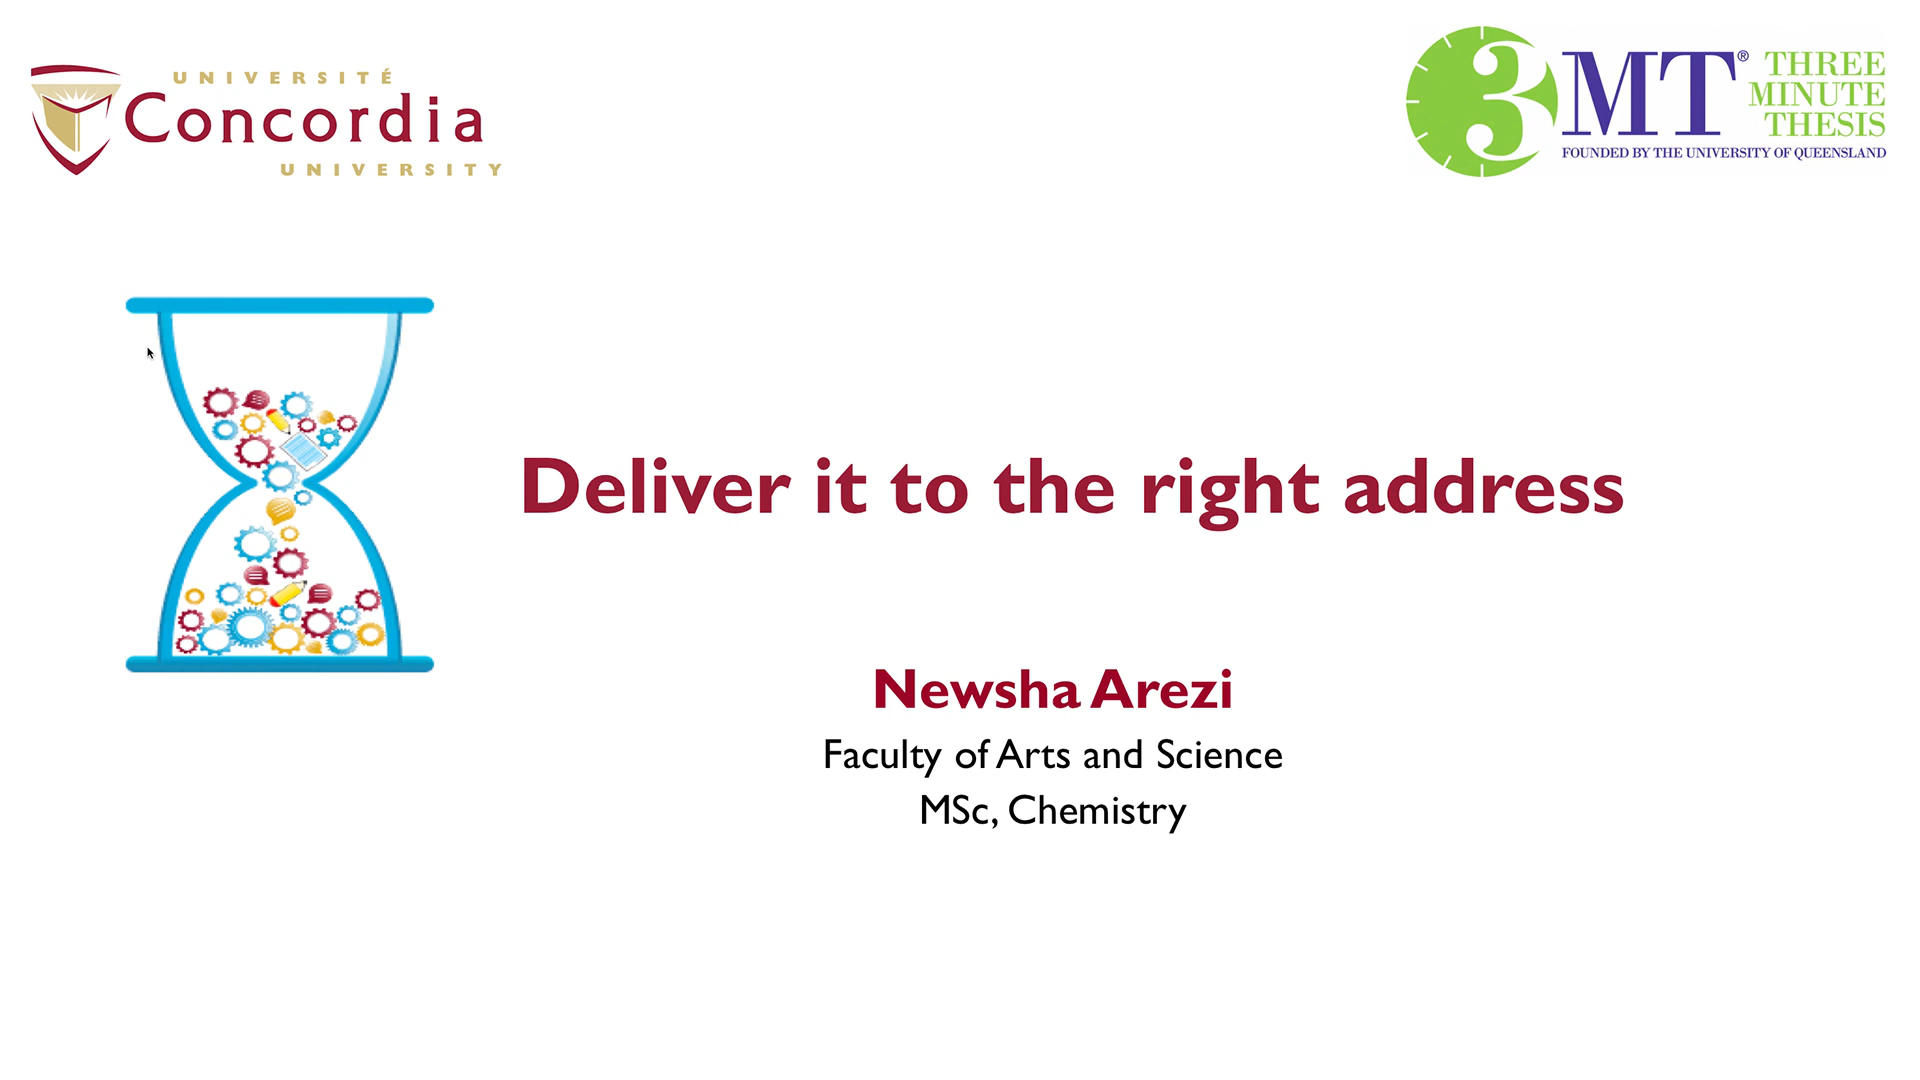 UNIVERSITÉ
Concordia
UNIVERSITY
3MT® THREE
MINUTE
THESIS
FOUNDED BY THE UNIVERSITY OF QUEENSLAND
Deliver it to the right address
Newsha Arezi
Faculty of Arts and Science
MSc, Chemistry